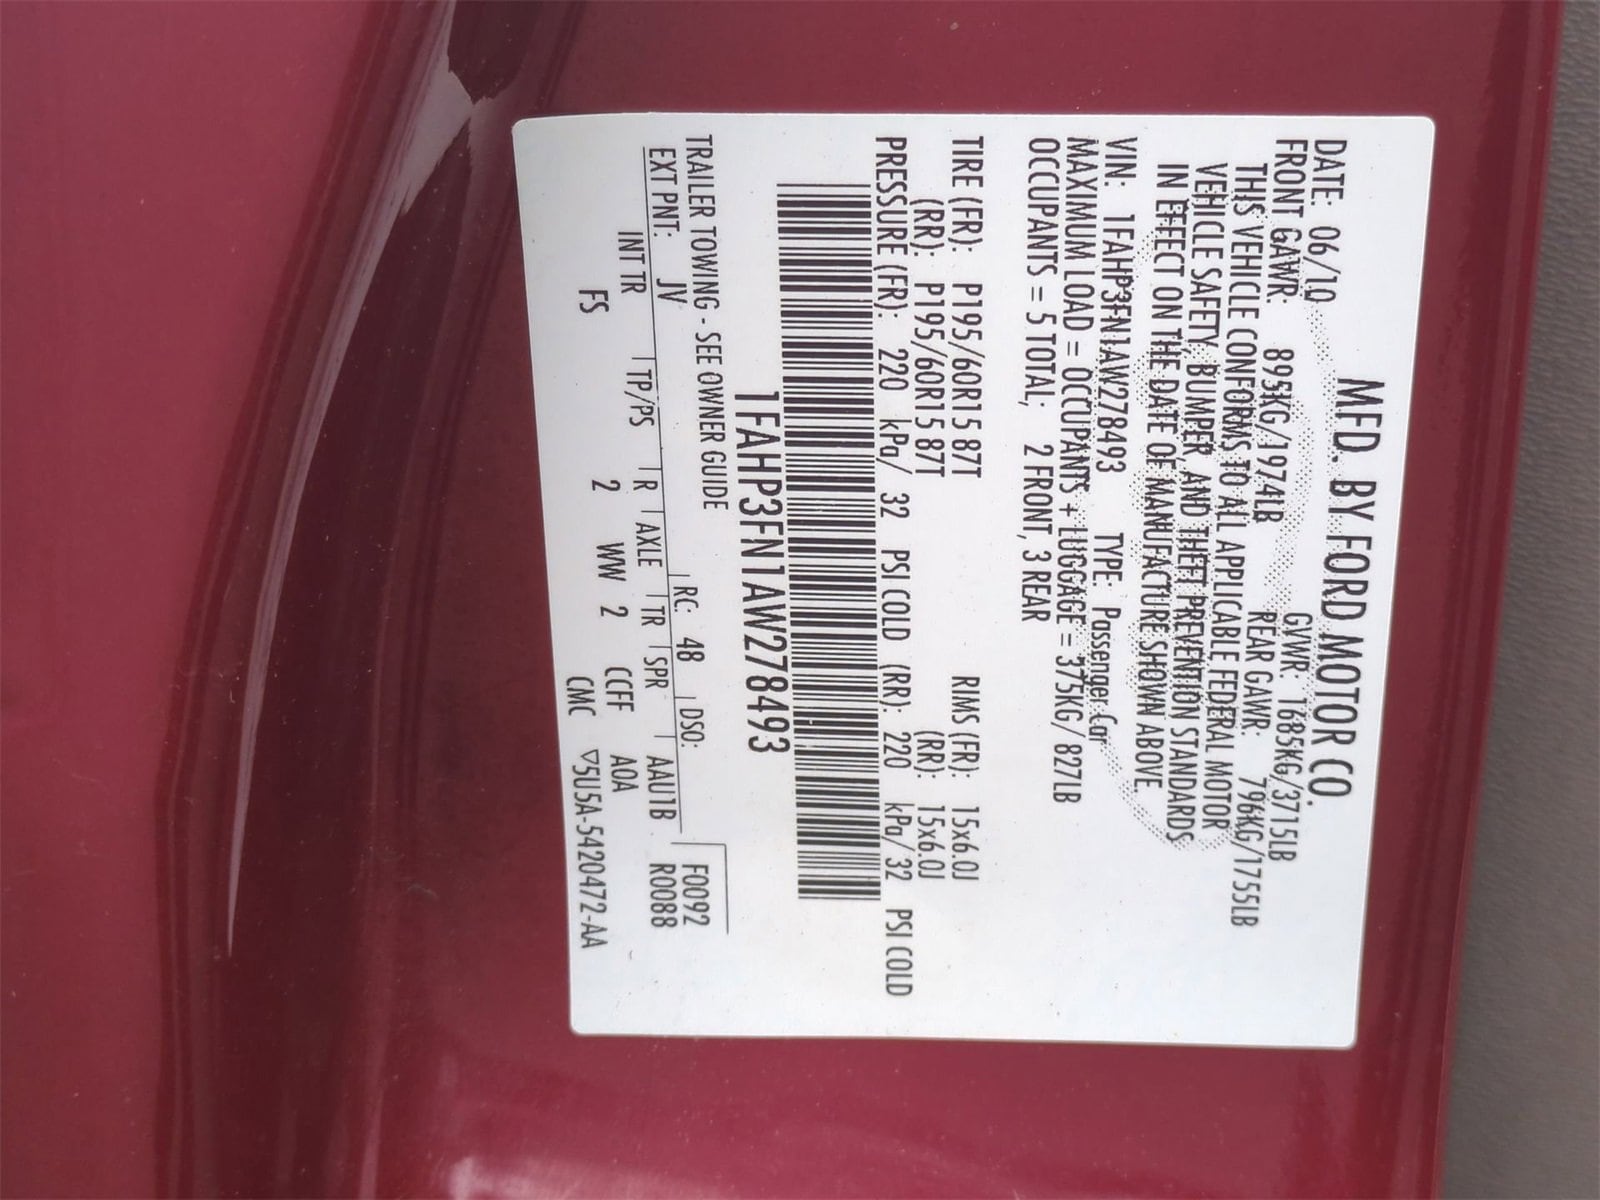 MFD. BY FORD MOTOR CO.
DATE: 06/10 GVWR: 1685KG/3715LB
FRONT GAWR: 895KG/1974LB REAR GAWR: 796KG/1755LB
THIS VEHICLE CONFORMS TO ALL APPLICABLE FEDERAL MOTOR
VEHICLE SAFETY, BUMPER, AND THEFT PREVENTION STANDARDS
IN EFFECT ON THE DATE OF MANUFACTURE SHOWN ABOVE.
VIN: 1FAHP3FN1AW278493 TYPE: Passenger Car
MAXIMUM LOAD = OCCUPANTS + LUGGAGE = 375KG / 827LB
OCCUPANTS = 5 TOTAL, 2 FRONT, 3 REAR
TIRE (FR): P195/60R15 87T RIMS (FR): 15x6.0J
(RR): P195/60R15 87T (RR): 15x6.0J
PRESSURE (FR): 220 kPa/ 32 PSI COLD (RR): 220 kPa/ 32 PSI COLD
1FAHP3FN1AW278493
TRAILER TOWING - SEE OWNER GUIDE F0092
EXT PNT: JV RC: 48 DSO: R0088
INT TR TP/PS R AXLE TR SPR AAU1B
FS 2 WW 2 CCFF AOA
CMC ▽5U5A-5420472-AA